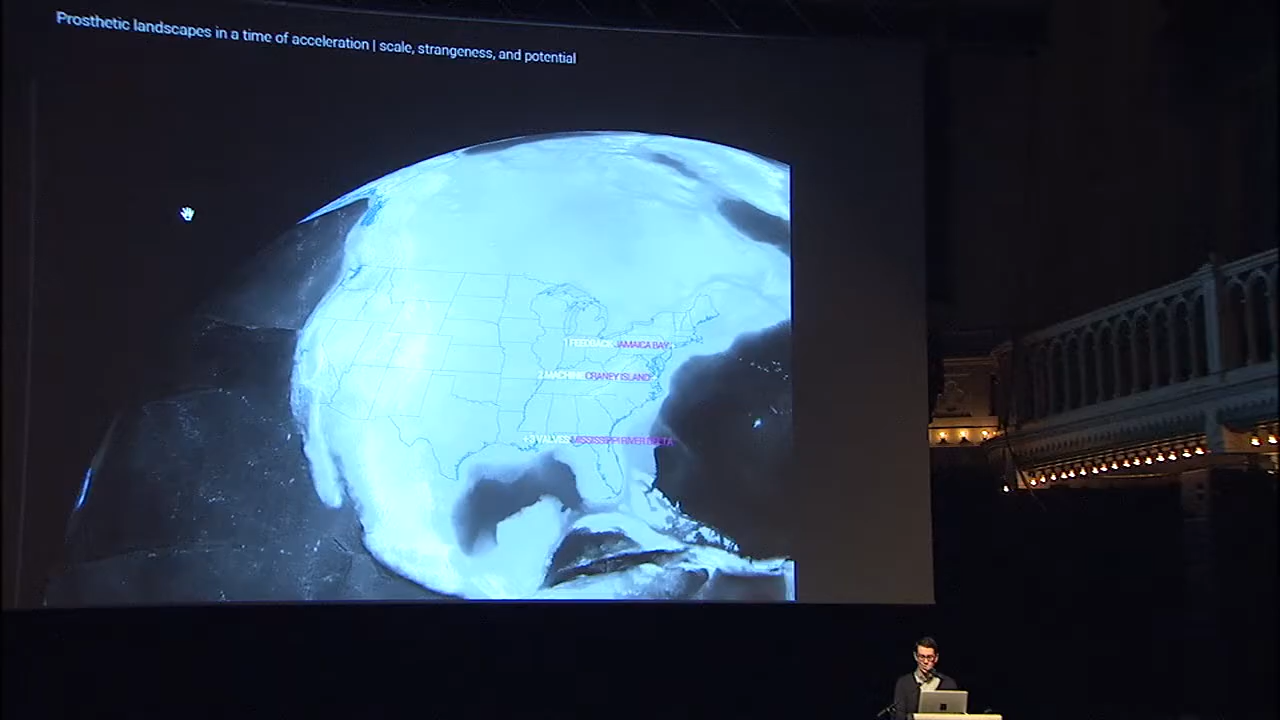 Prosthetic landscapes in a time of acceleration | scale, strangeness, and potential
1 FEEDBACK JAMAICA BAY
2 MACHINE CRANEY ISLAND
+ 3 VALVES MISSISSIPPI RIVER DELTA